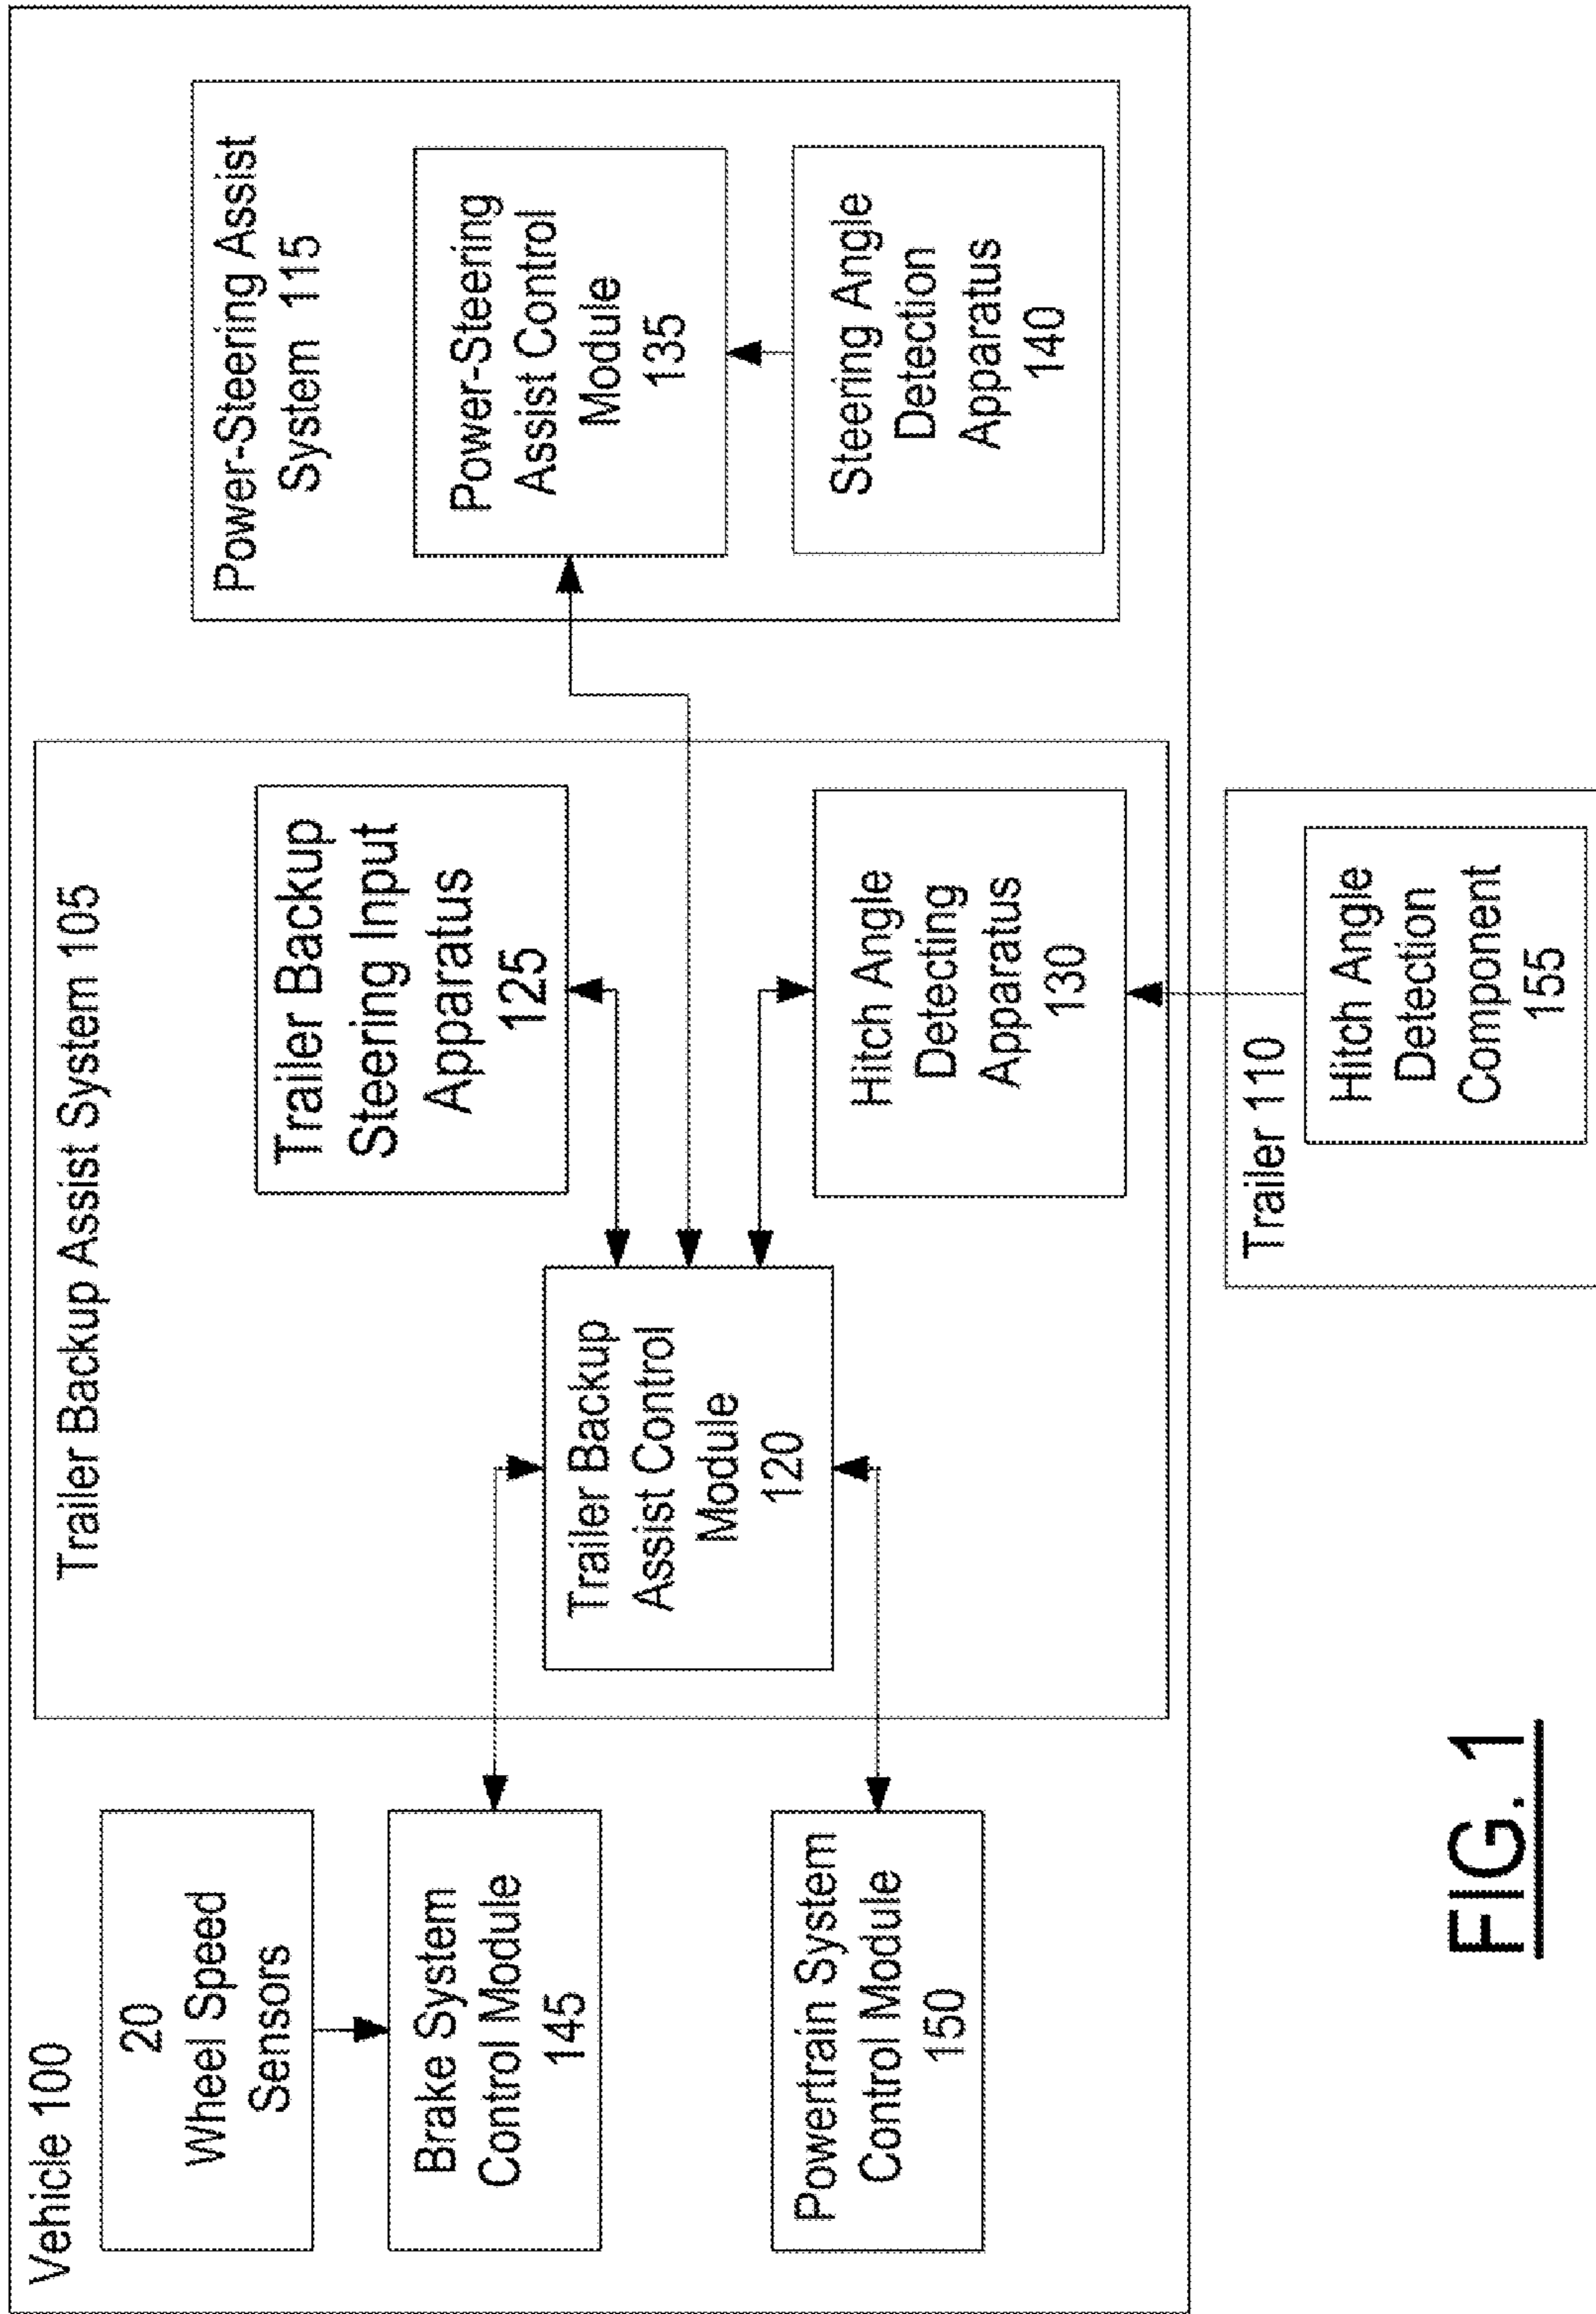 Vehicle 100
20
Wheel Speed
Sensors
Brake System
Control Module
145
Powertrain System
Control Module
150
Trailer Backup Assist System 105
Trailer Backup
Assist Control
Module
120
Trailer Backup
Steering Input
Apparatus
125
Hitch Angle
Detecting
Apparatus
130
Power-Steering Assist
System 115
Power-Steering
Assist Control
Module
135
Steering Angle
Detection
Apparatus
140
Trailer 110
Hitch Angle
Detection
Component
155
FIG. 1